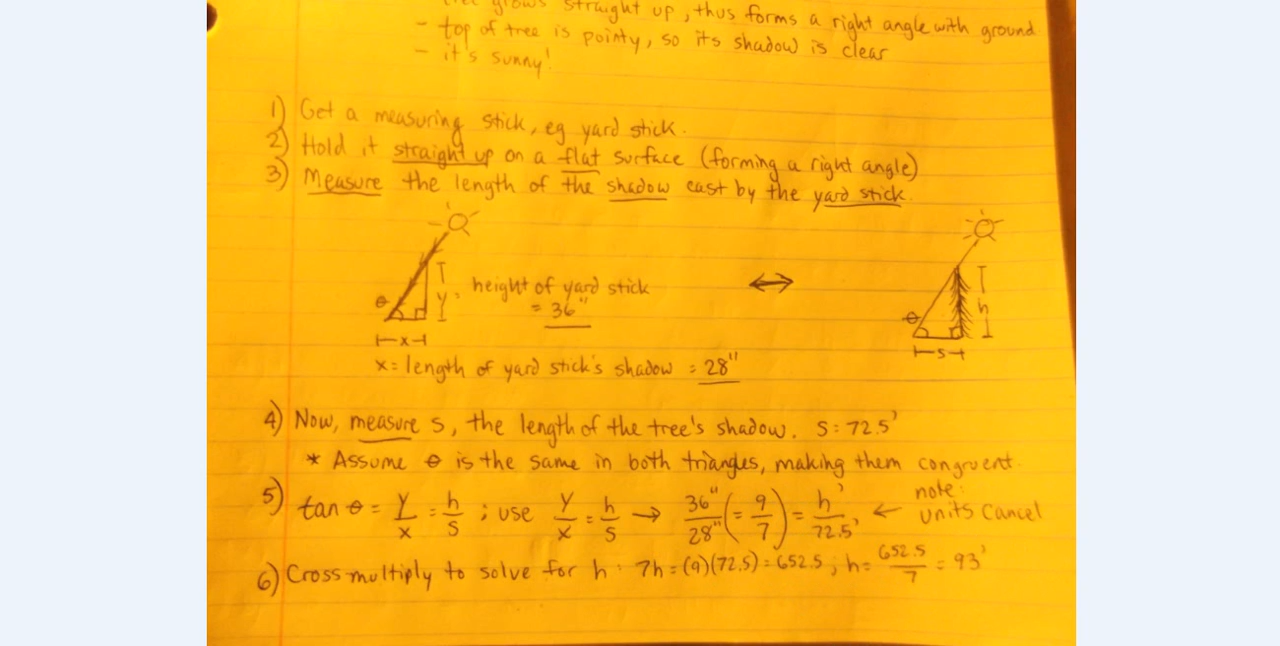 grows straight up, thus forms a right angle with ground
- top of tree is pointy, so its shadow is clear
- it's sunny!
1) Get a measuring stick, eg yard stick.
2) Hold it straight up on a flat surface (forming a right angle)
3) Measure the length of the shadow cast by the yard stick.
θ y, height of yard stick
= 36"
x
θ h
s
x = length of yard stick's shadow = 28"
4) Now, measure s, the length of the tree's shadow. S = 72.5'
* Assume θ is the same in both triangles, making them congruent.
5) tan θ = y/x = h/s ; use y/x = h/s → 36"/28" (= 9/7) = h'/72.5' ← note: units cancel
6) Cross multiply to solve for h: 7h = (9)(72.5) = 652.5, h = 652.5/7 = 93'